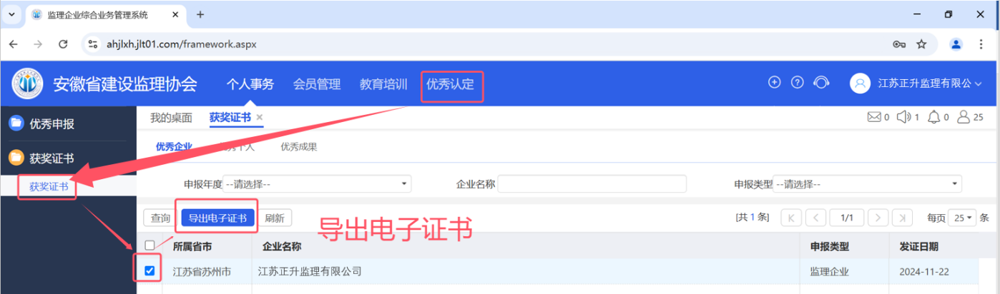 监理企业综合业务管理系统
ahjlxh.jlt01.com/framework.aspx
安徽省建设监理协会 个人事务 会员管理 教育培训 优秀认定 江苏正升监理有限公
优秀申报 我的桌面 获奖证书 0 1 0 25
获奖证书 优秀企业 优秀个人 优秀成果
获奖证书 申报年度 --请选择-- 企业名称 申报类型 --请选择--
查询 导出电子证书 刷新 导出电子证书 [共 1 条] 1/1 每页 25 条
所属省市 企业名称 申报类型 发证日期
江苏省苏州市 江苏正升监理有限公司 监理企业 2024-11-22